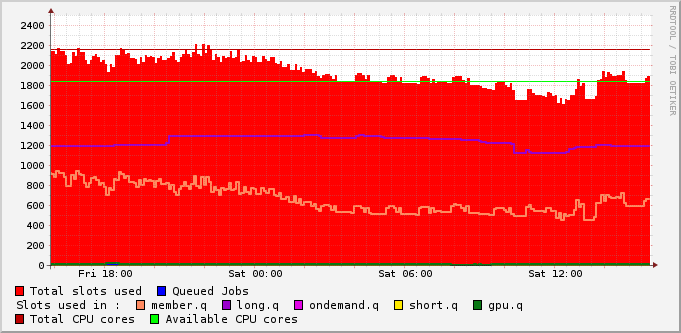 RRDTOOL / TOBI OETIKER
2400
2200
2000
1800
1600
1400
1200
1000
800
600
400
200
0
Fri 18:00 Sat 00:00 Sat 06:00 Sat 12:00
Total slots used Queued Jobs
Slots used in : member.q long.q ondemand.q short.q gpu.q
Total CPU cores Available CPU cores